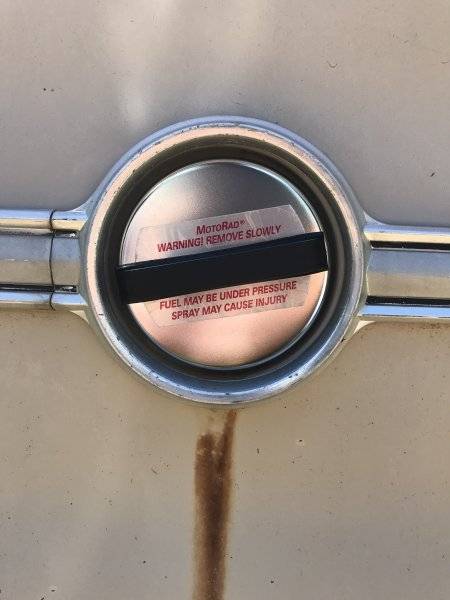 MOTORAD®
WARNING! REMOVE SLOWLY
FUEL MAY BE UNDER PRESSURE
SPRAY MAY CAUSE INJURY